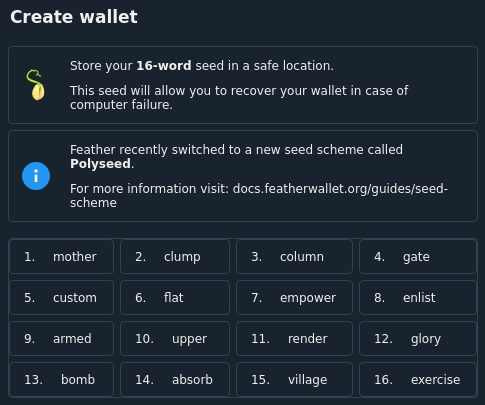 Create wallet
Store your 16-word seed in a safe location.
This seed will allow you to recover your wallet in case of
computer failure.
Feather recently switched to a new seed scheme called
Polyseed.
For more information visit: docs.featherwallet.org/guides/seed-
scheme
1. mother 2. clump 3. column 4. gate
5. custom 6. flat 7. empower 8. enlist
9. armed 10. upper 11. render 12. glory
13. bomb 14. absorb 15. village 16. exercise